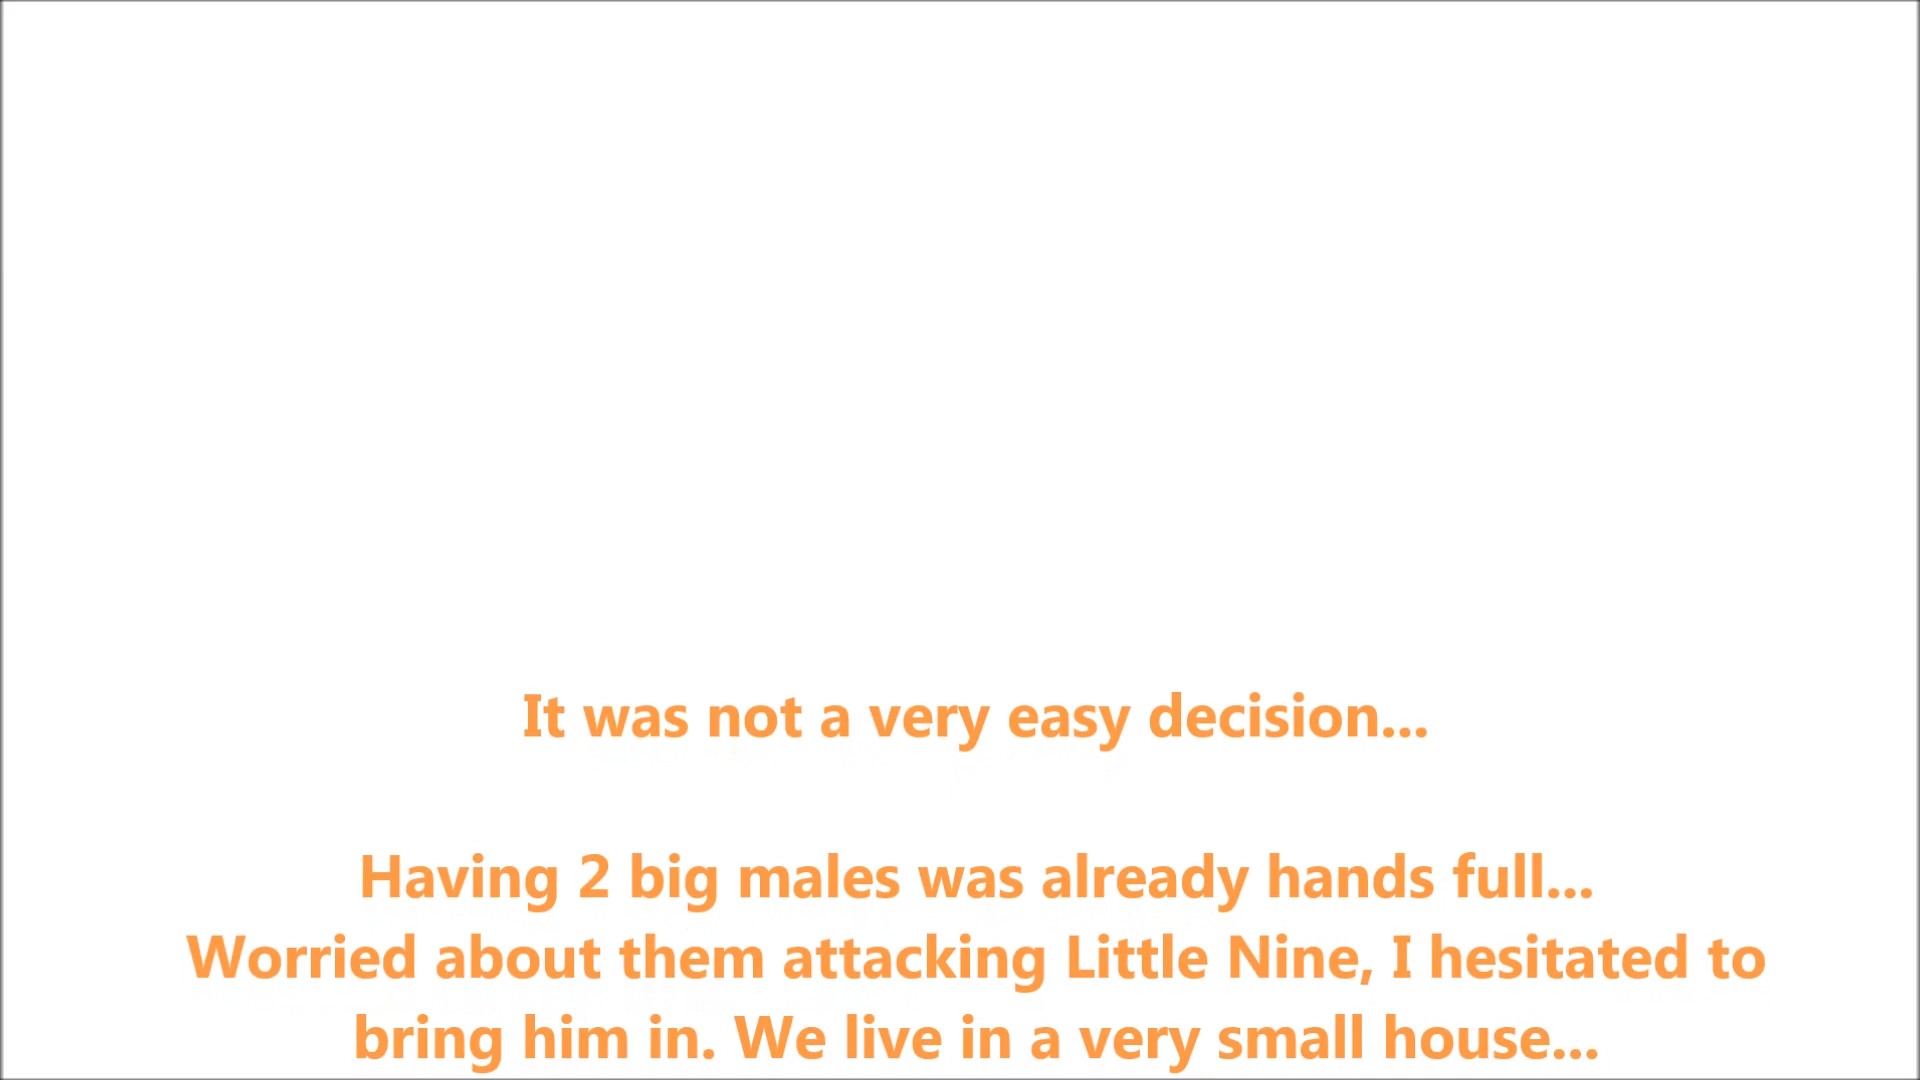 It was not a very easy decision...
Having 2 big males was already hands full...
Worried about them attacking Little Nine, I hesitated to
bring him in. We live in a very small house...